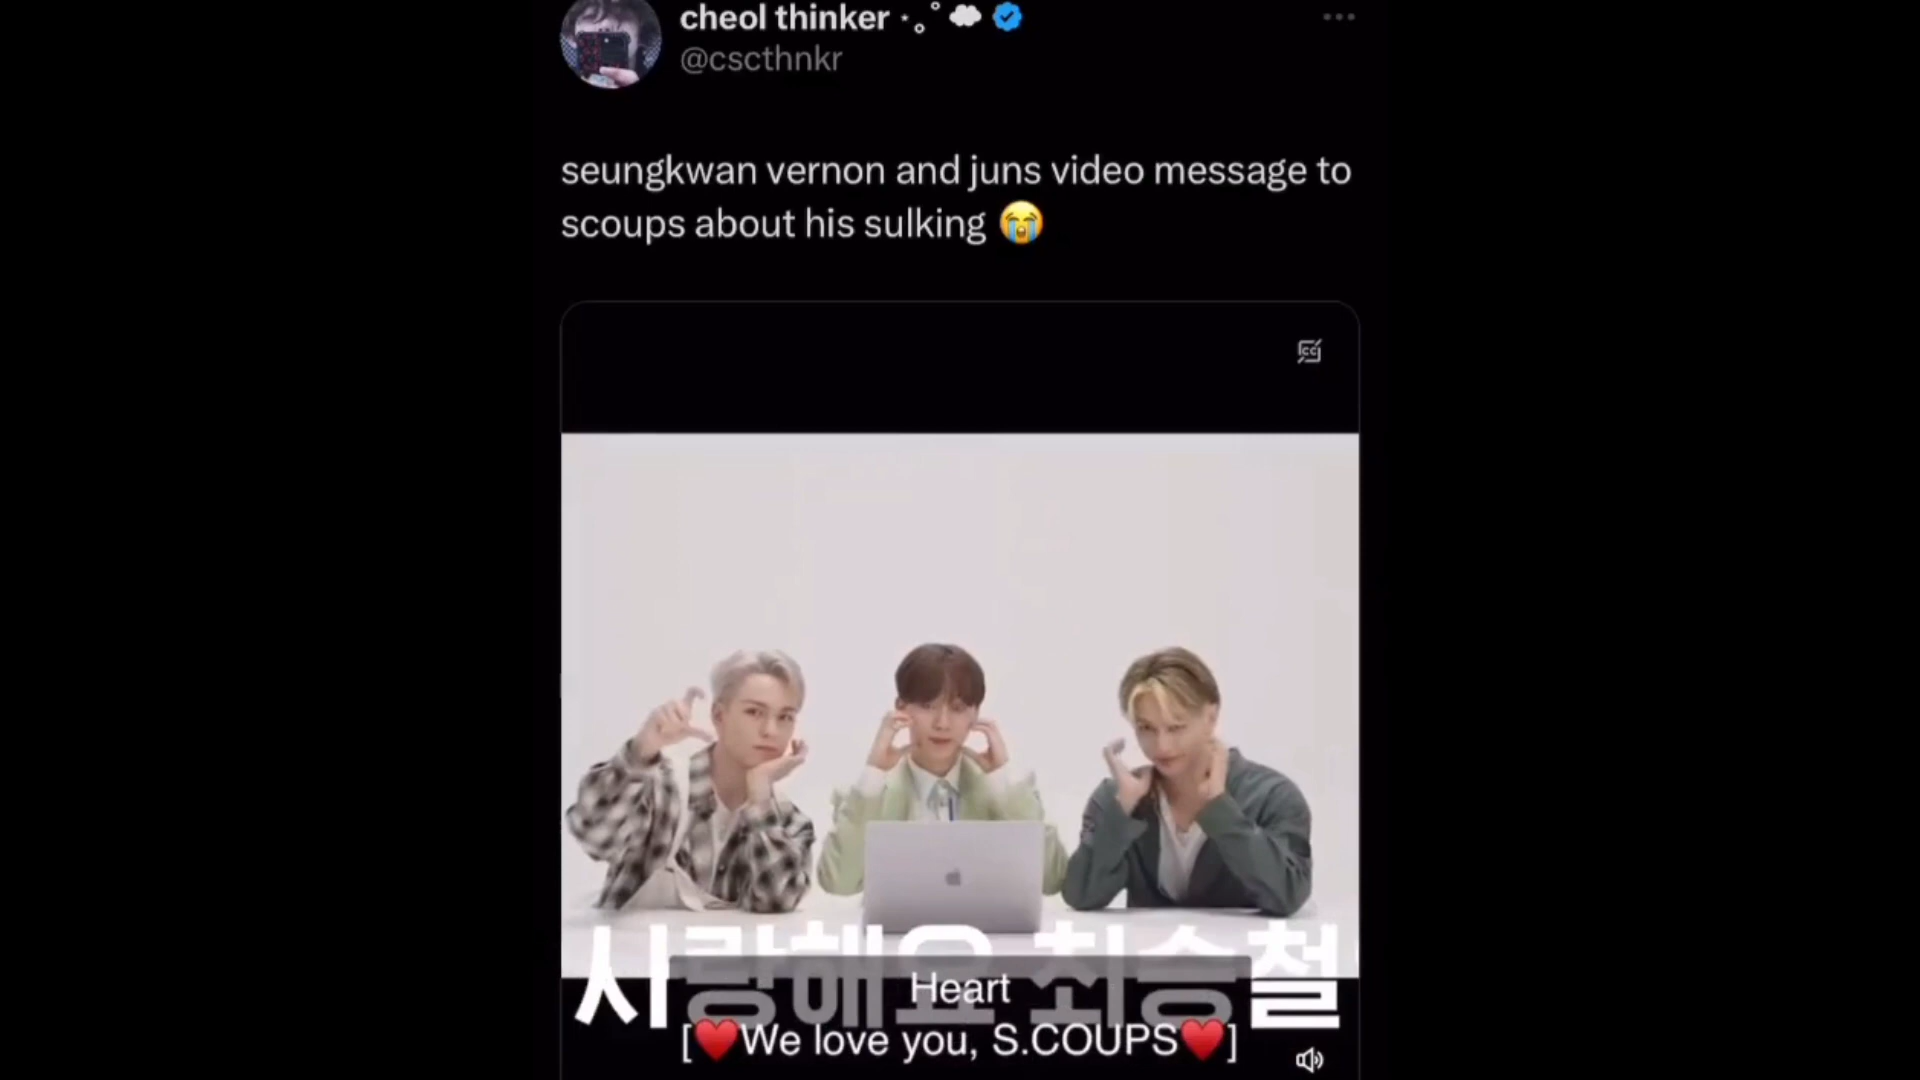 cheol thinker ⋆｡˚☁️
@cscthnkr
seungkwan vernon and juns video message to
scoups about his sulking 😭
CC
사랑해요 최승철
Heart
[❤️We love you, S.COUPS❤️]